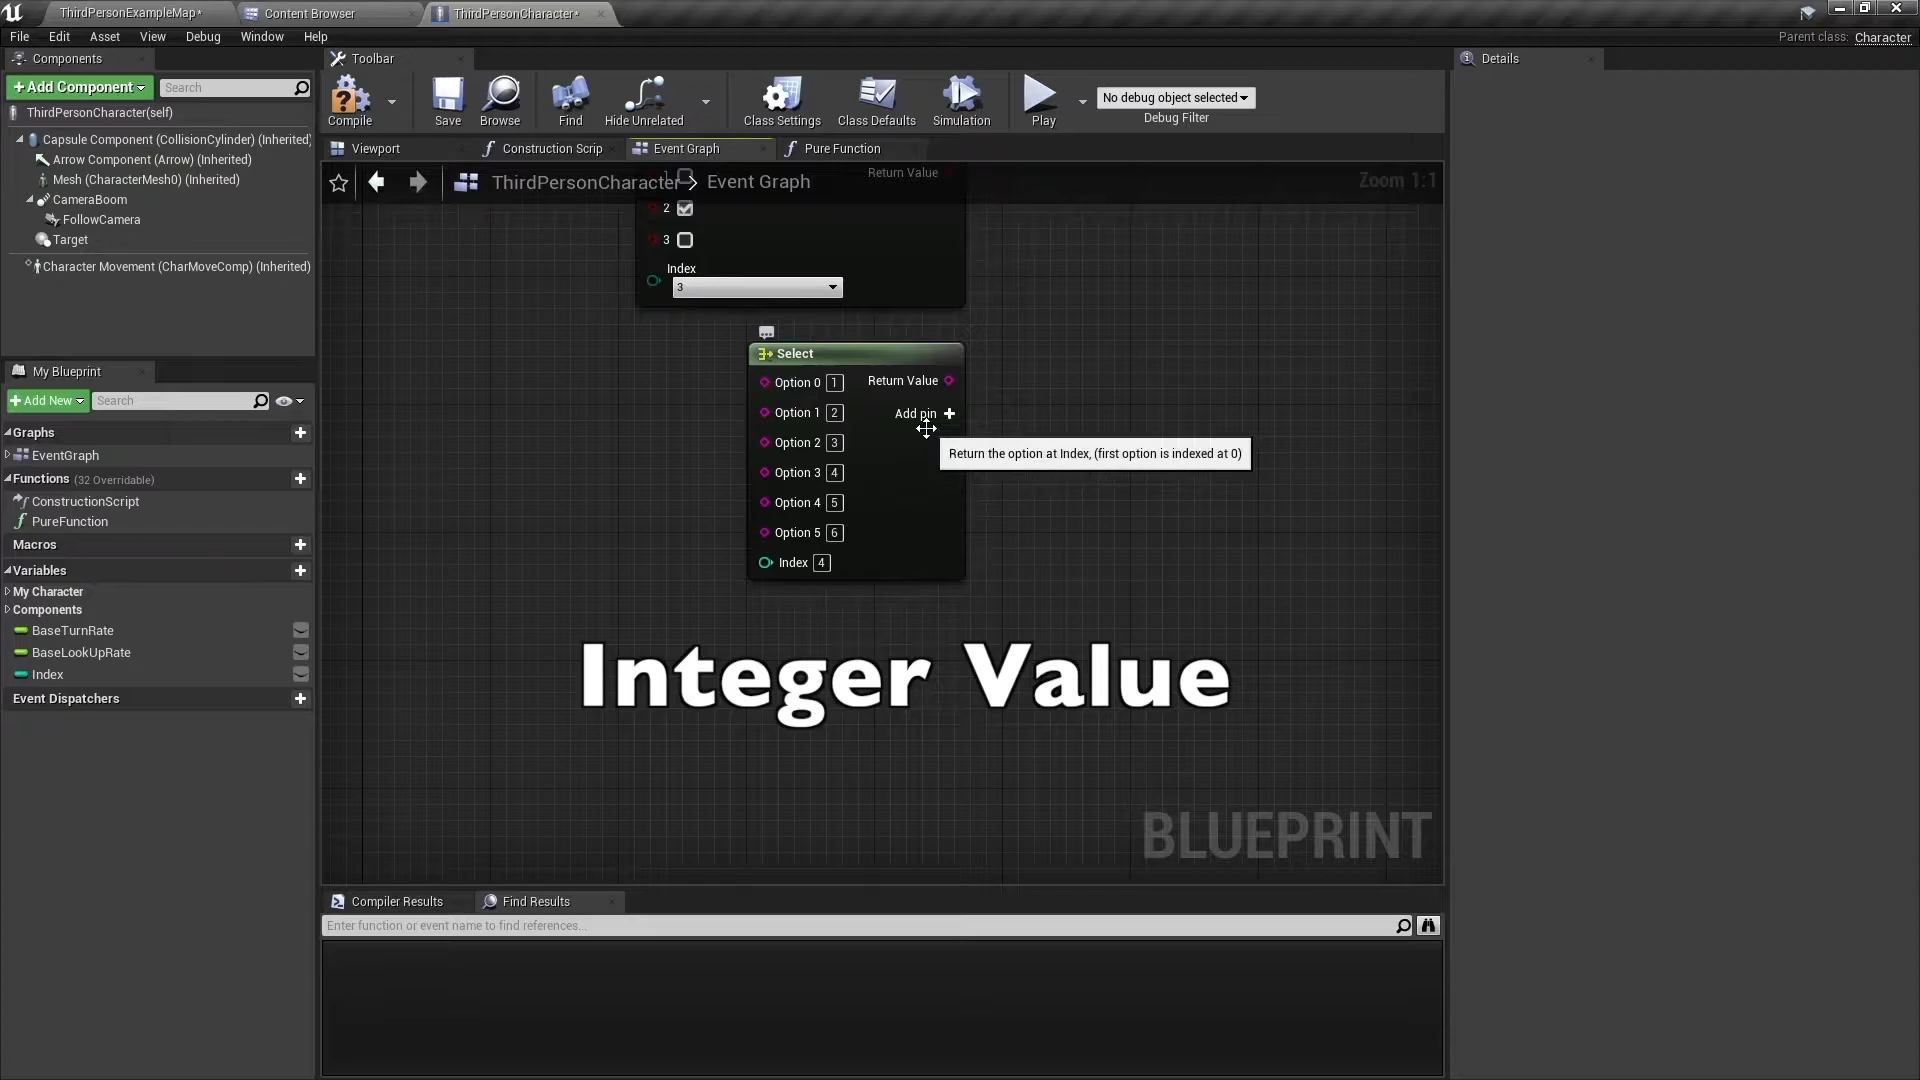 ThirdPersonExampleMap*
Content Browser
ThirdPersonCharacter*
File Edit Asset View Debug Window Help
Parent class: Character
Components
+Add Component
Search
ThirdPersonCharacter(self)
Capsule Component (CollisionCylinder) (Inherited)
Arrow Component (Arrow) (Inherited)
Mesh (CharacterMesh0) (Inherited)
CameraBoom
FollowCamera
Target
Character Movement (CharMoveComp) (Inherited)
My Blueprint
+Add New
Search
Graphs
EventGraph
Functions (32 Overridable)
ConstructionScript
PureFunction
Macros
Variables
My Character
Components
BaseTurnRate
BaseLookUpRate
Index
Event Dispatchers
Toolbar
Compile
Save
Browse
Find
Hide Unrelated
Class Settings
Class Defaults
Simulation
Play
No debug object selected
Debug Filter
Viewport
Construction Scrip
Event Graph
Pure Function
ThirdPersonCharacter > Event Graph
Zoom 1:1
1
Return Value
2
3
Index
3
Select
Option 0 1
Return Value
Option 1 2
Add pin +
Option 2 3
Return the option at Index, (first option is indexed at 0)
Option 3 4
Option 4 5
Option 5 6
Index 4
Integer Value
BLUEPRINT
Compiler Results
Find Results
Enter function or event name to find references...
Details